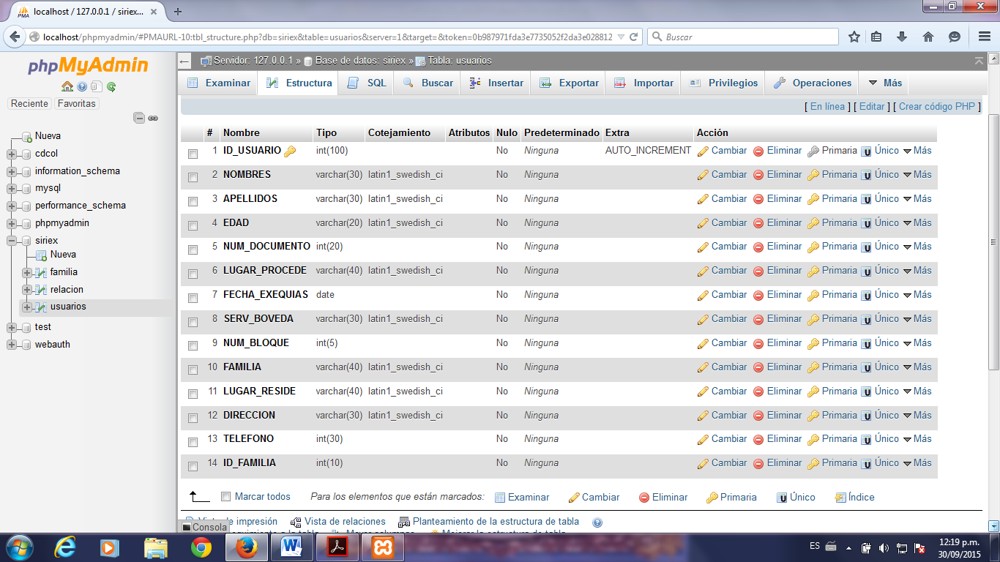 localhost / 127.0.0.1 / siriex...
localhost/phpmyadmin/#PMAURL-10:tbl_structure.php?db=siriex&table=usuarios&server=1&target=&token=0b987971fda3e7735052f2da3e028812
Buscar
phpMyAdmin
Reciente Favoritas
Nueva
cdcol
information_schema
mysql
performance_schema
phpmyadmin
siriex
Nueva
familia
relacion
usuarios
test
webauth
Servidor: 127.0.0.1 » Base de datos: siriex » Tabla: usuarios
Examinar Estructura SQL Buscar Insertar Exportar Importar Privilegios Operaciones Más
[ En línea ] [ Editar ] [ Crear código PHP ]
# Nombre Tipo Cotejamiento Atributos Nulo Predeterminado Extra Acción
1 ID_USUARIO int(100) No Ninguna AUTO_INCREMENT Cambiar Eliminar Primaria Único Más
2 NOMBRES varchar(30) latin1_swedish_ci No Ninguna Cambiar Eliminar Primaria Único Más
3 APELLIDOS varchar(30) latin1_swedish_ci No Ninguna Cambiar Eliminar Primaria Único Más
4 EDAD varchar(20) latin1_swedish_ci No Ninguna Cambiar Eliminar Primaria Único Más
5 NUM_DOCUMENTO int(20) No Ninguna Cambiar Eliminar Primaria Único Más
6 LUGAR_PROCEDE varchar(40) latin1_swedish_ci No Ninguna Cambiar Eliminar Primaria Único Más
7 FECHA_EXEQUIAS date No Ninguna Cambiar Eliminar Primaria Único Más
8 SERV_BOVEDA varchar(30) latin1_swedish_ci No Ninguna Cambiar Eliminar Primaria Único Más
9 NUM_BLOQUE int(5) No Ninguna Cambiar Eliminar Primaria Único Más
10 FAMILIA varchar(40) latin1_swedish_ci No Ninguna Cambiar Eliminar Primaria Único Más
11 LUGAR_RESIDE varchar(40) latin1_swedish_ci No Ninguna Cambiar Eliminar Primaria Único Más
12 DIRECCION varchar(30) latin1_swedish_ci No Ninguna Cambiar Eliminar Primaria Único Más
13 TELEFONO int(30) No Ninguna Cambiar Eliminar Primaria Único Más
14 ID_FAMILIA int(10) No Ninguna Cambiar Eliminar Primaria Único Más
Marcar todos Para los elementos que están marcados: Examinar Cambiar Eliminar Primaria Único Índice
Vista de impresión Vista de relaciones Planteamiento de la estructura de tabla
Consola
ES 12:19 p.m.
30/09/2015